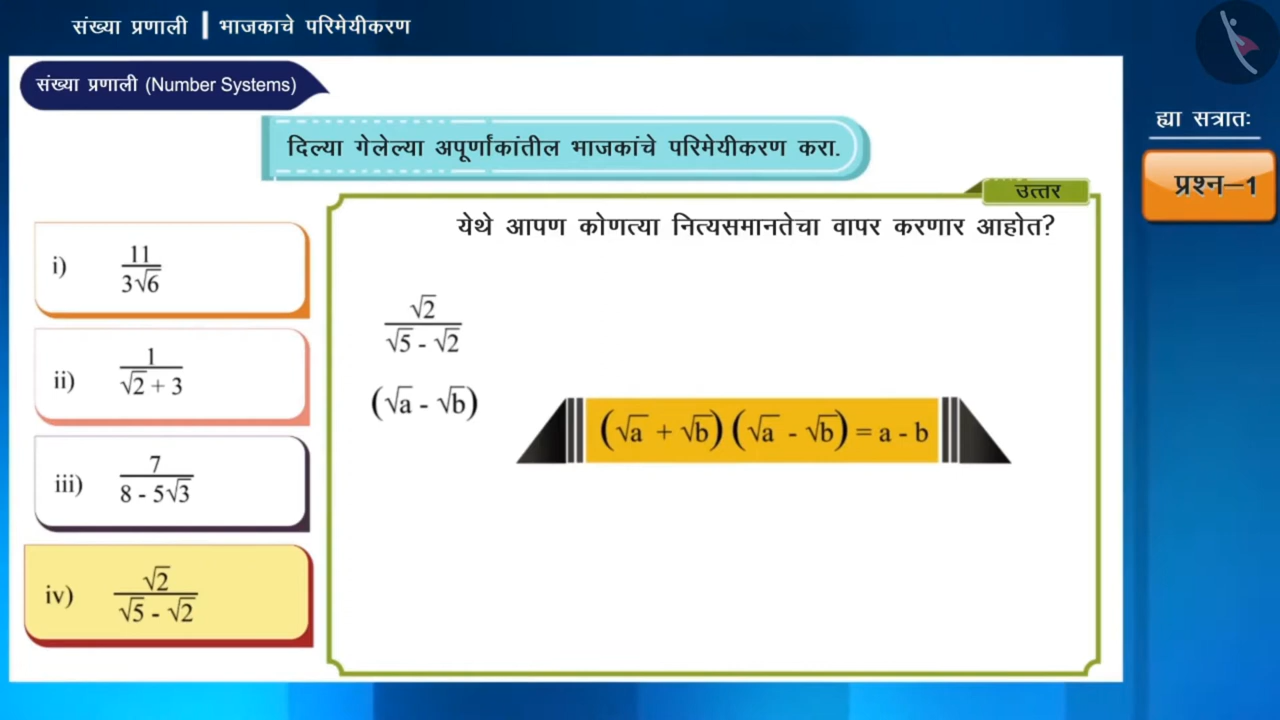 संख्या प्रणाली | भाजकाचे परिमेयीकरण
संख्या प्रणाली (Number Systems)
ह्या सत्रातः
प्रश्न–1
दिल्या गेलेल्या अपूर्णांकांतील भाजकांचे परिमेयीकरण करा.
उत्तर
येथे आपण कोणत्या नित्यसमानतेचा वापर करणार आहोत?
i) 11 / 3√6
ii) 1 / √2 + 3
iii) 7 / 8 - 5√3
iv) √2 / √5 - √2
√2 / √5 - √2
(√a - √b)
(√a + √b) (√a - √b) = a - b